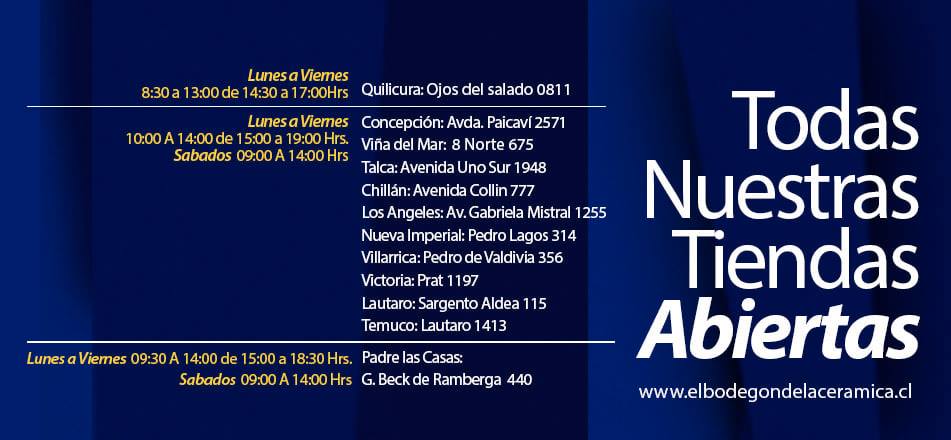 Lunes a Viernes
8:30 a 13:00 de 14:30 a 17:00Hrs
Quilicura: Ojos del salado 0811
Lunes a Viernes
10:00 A 14:00 de 15:00 a 19:00 Hrs.
Sabados 09:00 A 14:00 Hrs
Concepción: Avda. Paicaví 2571
Viña del Mar: 8 Norte 675
Talca: Avenida Uno Sur 1948
Chillán: Avenida Collin 777
Los Angeles: Av. Gabriela Mistral 1255
Nueva Imperial: Pedro Lagos 314
Villarrica: Pedro de Valdivia 356
Victoria: Prat 1197
Lautaro: Sargento Aldea 115
Temuco: Lautaro 1413
Lunes a Viernes 09:30 A 14:00 de 15:00 a 18:30 Hrs.
Sabados 09:00 A 14:00 Hrs
Padre las Casas:
G. Beck de Ramberga 440
Todas
Nuestras
Tiendas
Abiertas
www.elbodegondelaceramica.cl